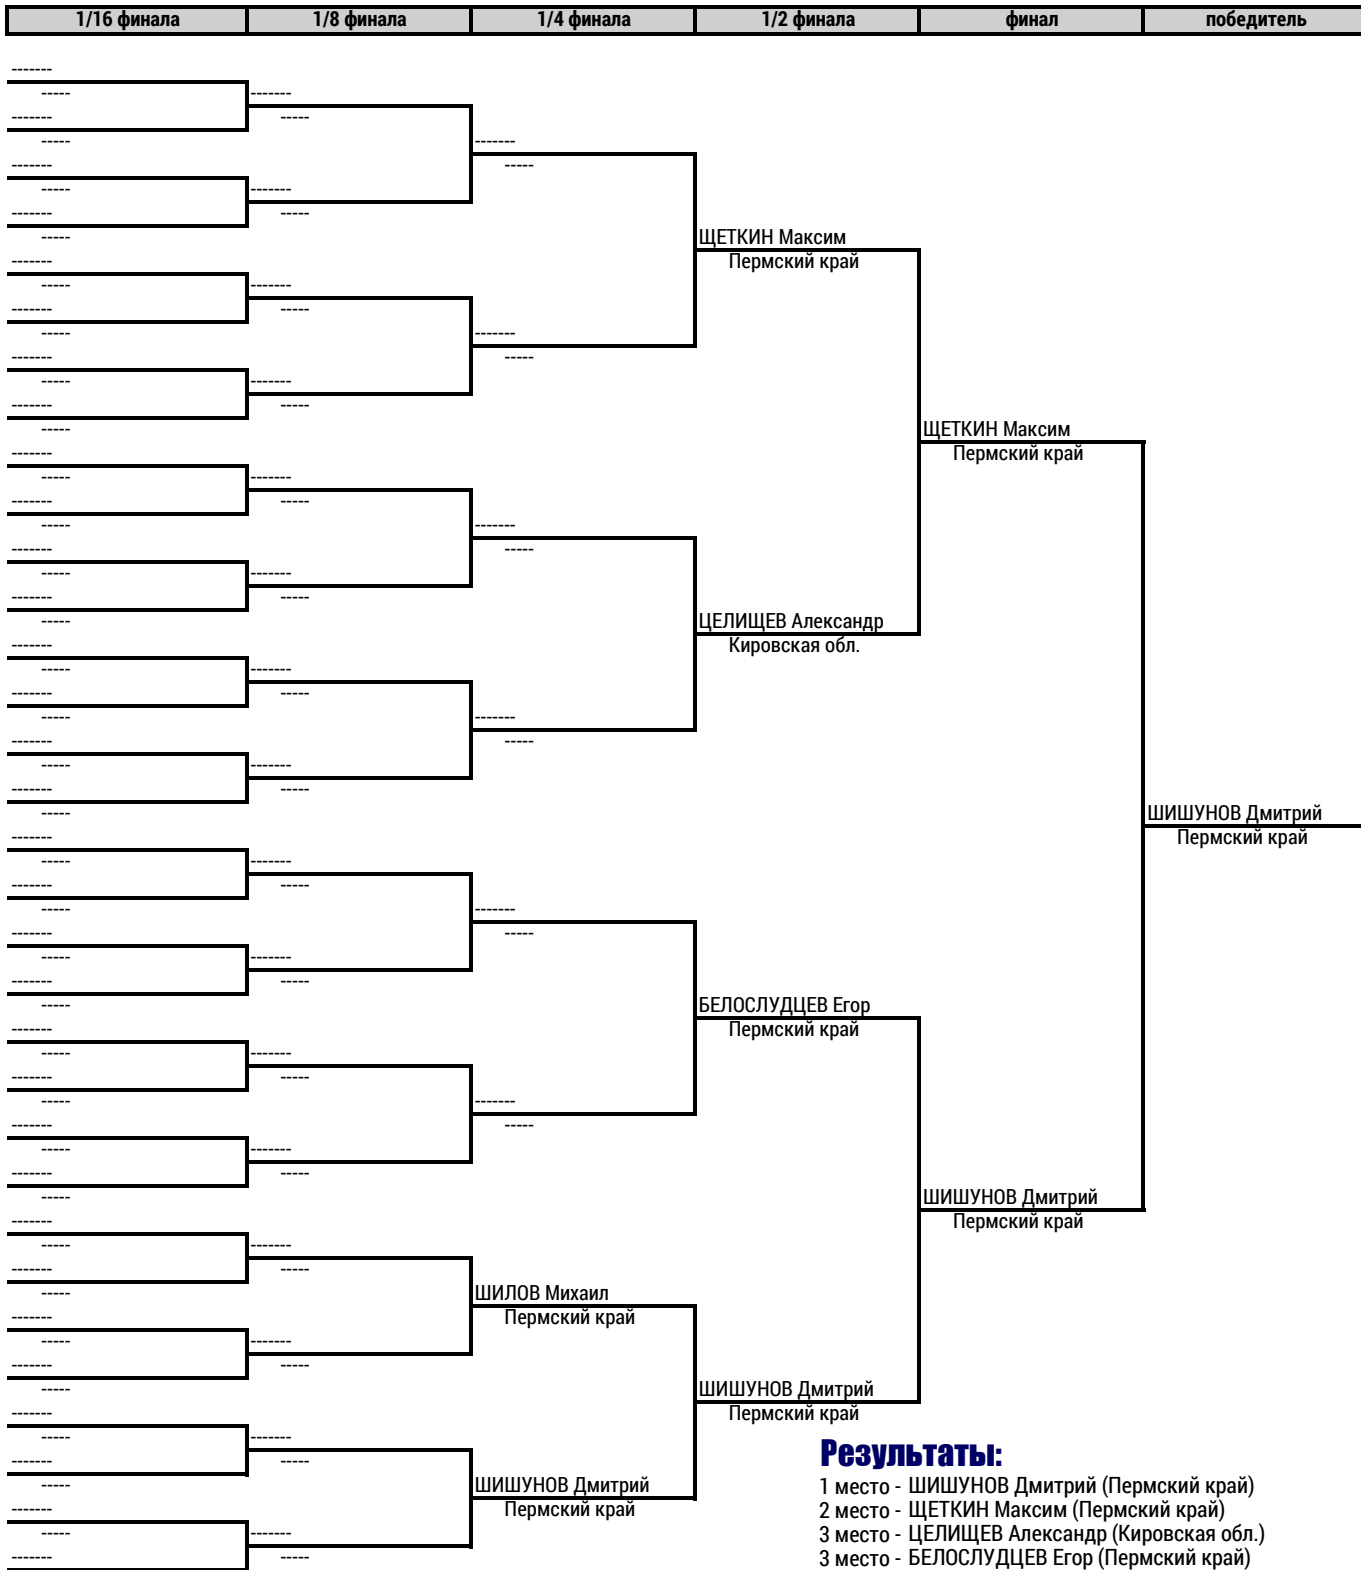 1/16 финала 1/8 финала 1/4 финала 1/2 финала финал победитель
-------
-----
-------
-------
-----
-----
-------
-------
-----
-----
-------
-------
-----
-----
ЩЕТКИН Максим
Пермский край
ЩЕТКИН Максим
Пермский край
ЦЕЛИЩЕВ Александр
Кировская обл.
ШИШУНОВ Дмитрий
Пермский край
БЕЛОСЛУДЦЕВ Егор
Пермский край
ШИШУНОВ Дмитрий
Пермский край
ШИЛОВ Михаил
Пермский край
ШИШУНОВ Дмитрий
Пермский край
ШИШУНОВ Дмитрий
Пермский край
Результаты:
1 место - ШИШУНОВ Дмитрий (Пермский край)
2 место - ЩЕТКИН Максим (Пермский край)
3 место - ЦЕЛИЩЕВ Александр (Кировская обл.)
3 место - БЕЛОСЛУДЦЕВ Егор (Пермский край)